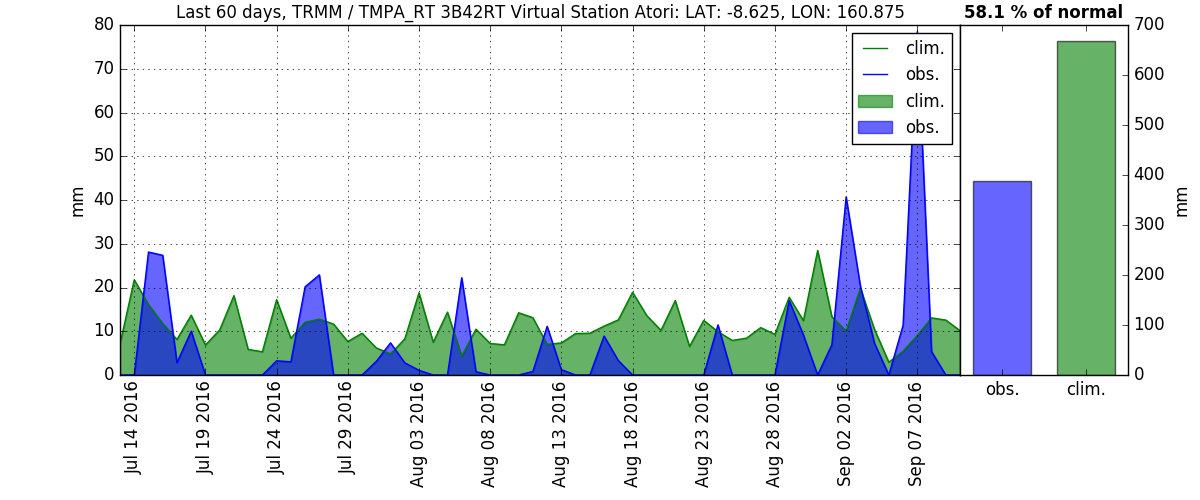 Last 60 days, TRMM / TMPA_RT 3B42RT Virtual Station Atori: LAT: -8.625, LON: 160.875
58.1 % of normal
80
70
60
50
40
30
20
10
0
mm
clim.
obs.
clim.
obs.
Jul 14 2016
Jul 19 2016
Jul 24 2016
Jul 29 2016
Aug 03 2016
Aug 08 2016
Aug 13 2016
Aug 18 2016
Aug 23 2016
Aug 28 2016
Sep 02 2016
Sep 07 2016
700
600
500
400
300
200
100
0
mm
obs.
clim.